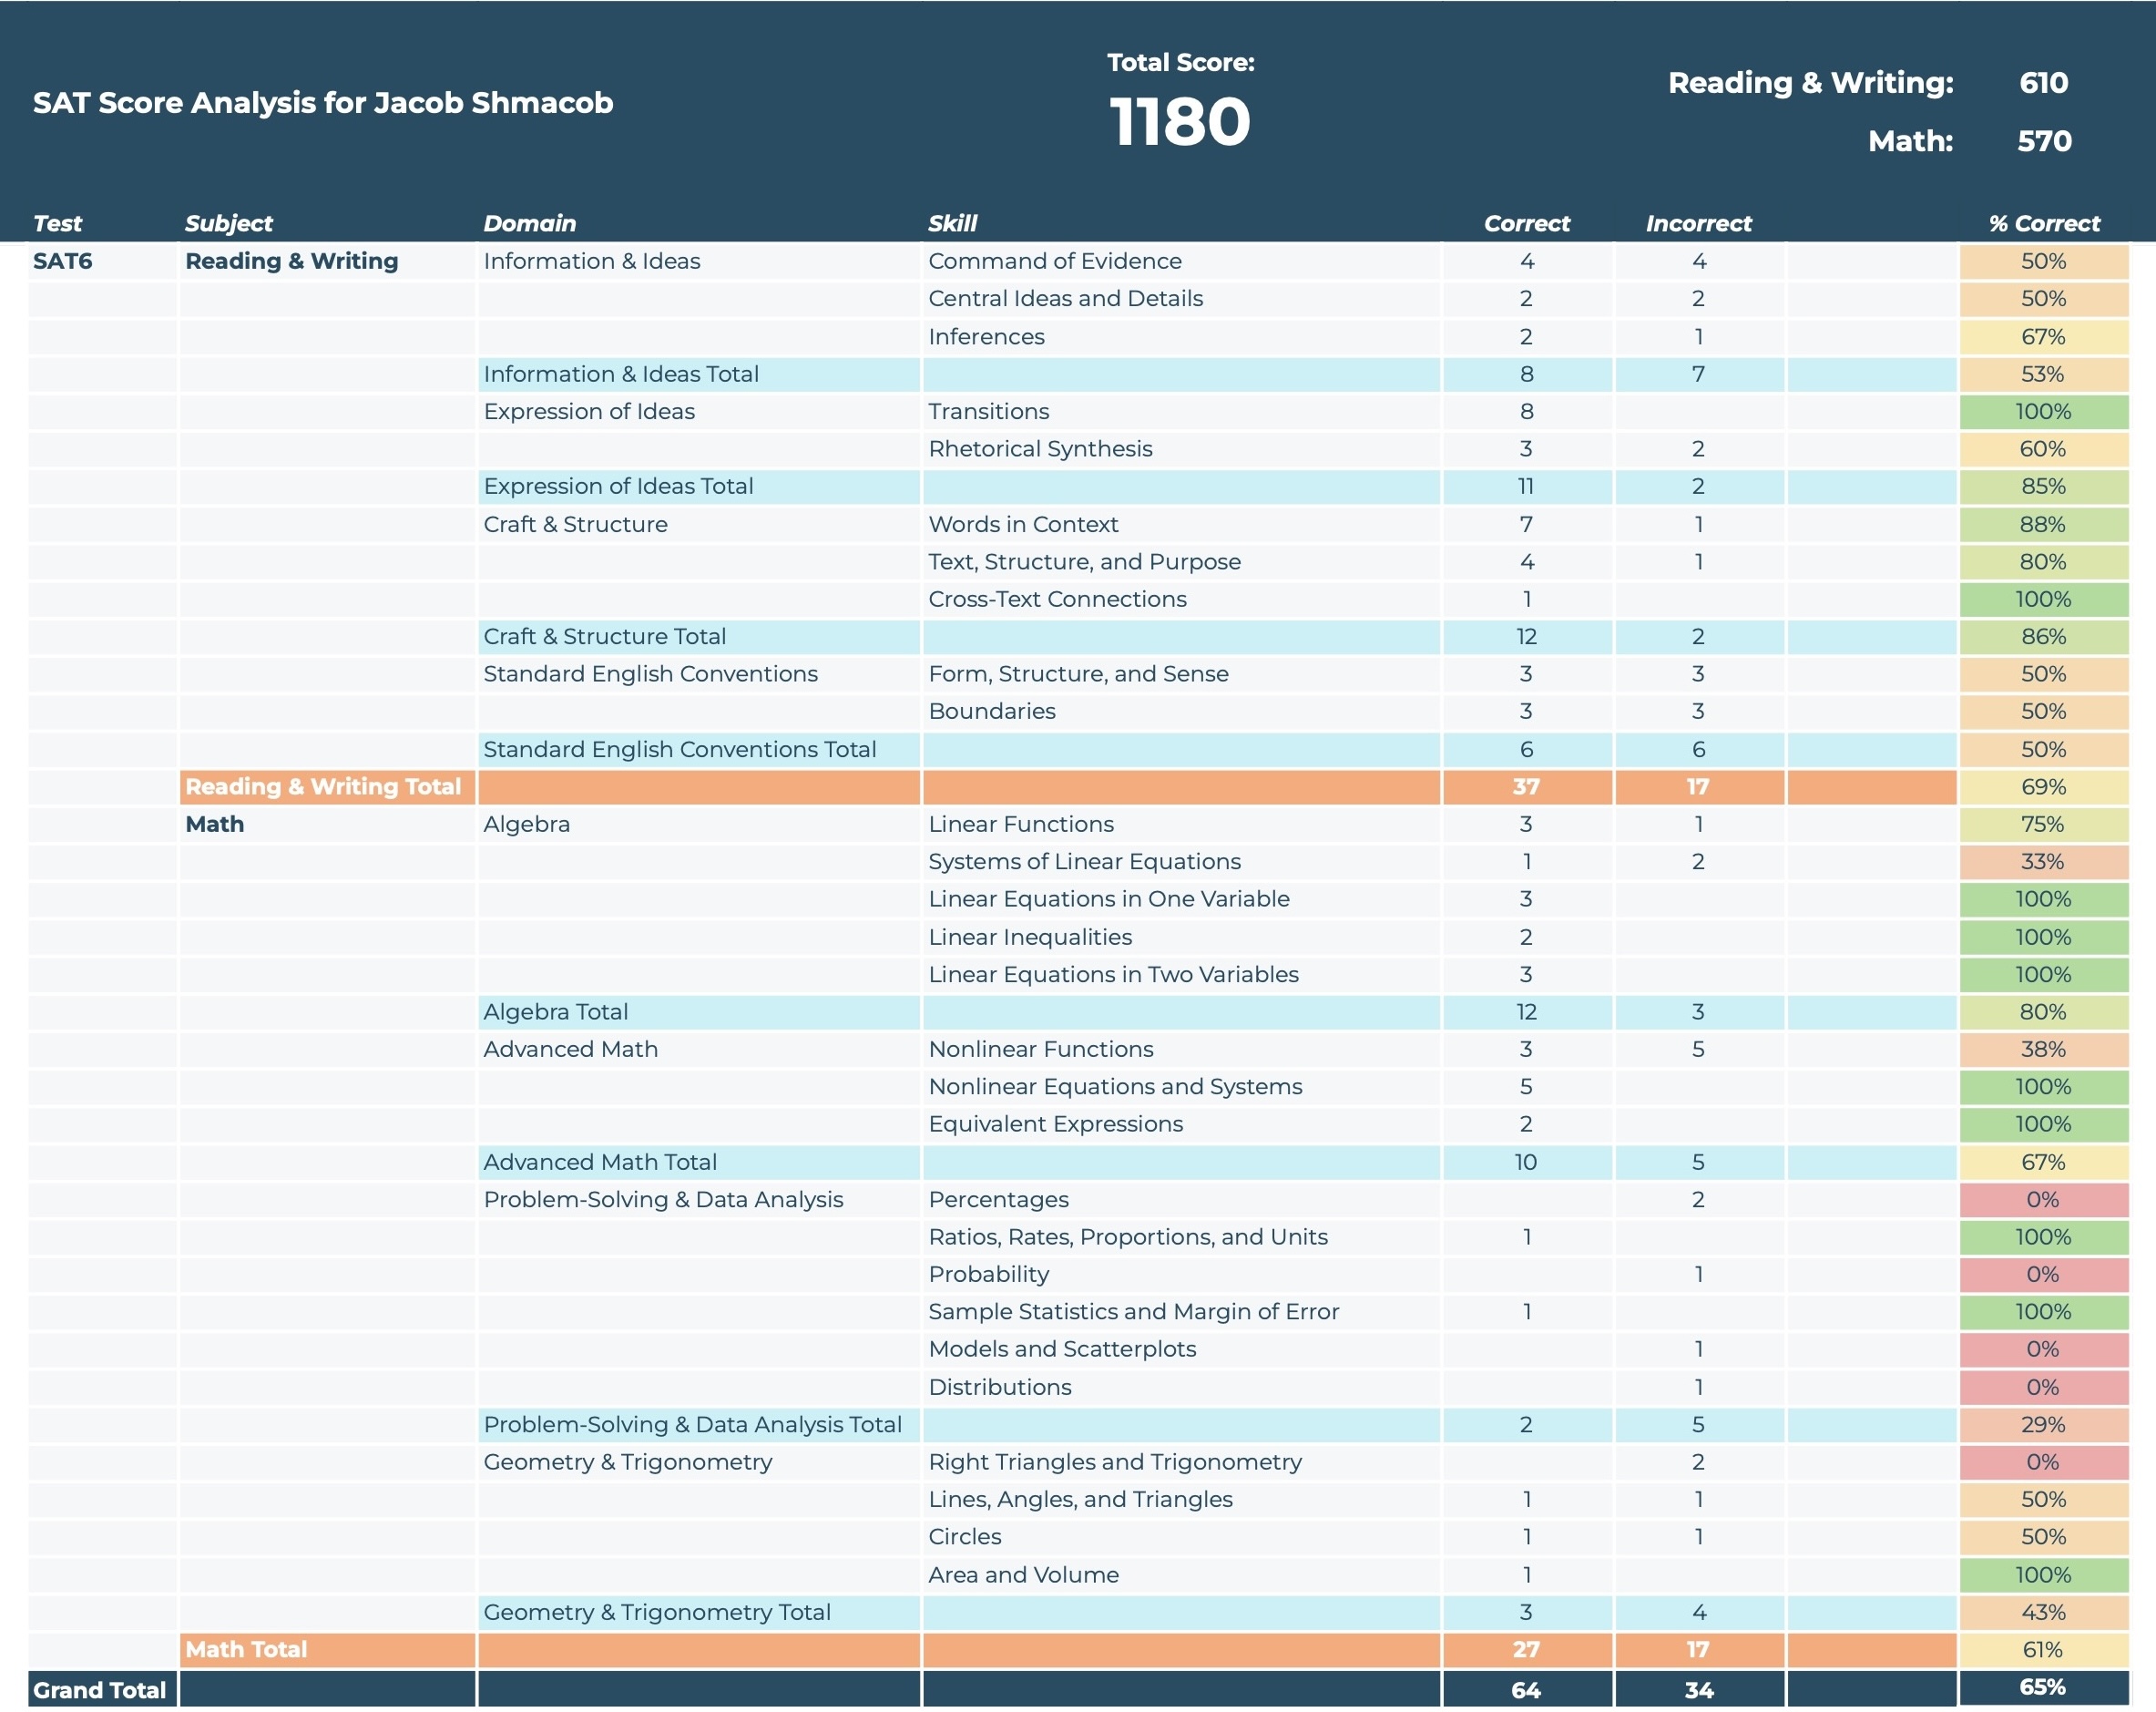 SAT Score Analysis for Jacob Shmacob
Total Score:
1180
Reading & Writing: 610
Math: 570
Test Subject Domain Skill Correct Incorrect % Correct
SAT6 Reading & Writing Information & Ideas Command of Evidence 4 4 50%
Central Ideas and Details 2 2 50%
Inferences 2 1 67%
Information & Ideas Total 8 7 53%
Expression of Ideas Transitions 8 100%
Rhetorical Synthesis 3 2 60%
Expression of Ideas Total 11 2 85%
Craft & Structure Words in Context 7 1 88%
Text, Structure, and Purpose 4 1 80%
Cross-Text Connections 1 100%
Craft & Structure Total 12 2 86%
Standard English Conventions Form, Structure, and Sense 3 3 50%
Boundaries 3 3 50%
Standard English Conventions Total 6 6 50%
Reading & Writing Total 37 17 69%
Math Algebra Linear Functions 3 1 75%
Systems of Linear Equations 1 2 33%
Linear Equations in One Variable 3 100%
Linear Inequalities 2 100%
Linear Equations in Two Variables 3 100%
Algebra Total 12 3 80%
Advanced Math Nonlinear Functions 3 5 38%
Nonlinear Equations and Systems 5 100%
Equivalent Expressions 2 100%
Advanced Math Total 10 5 67%
Problem-Solving & Data Analysis Percentages 2 0%
Ratios, Rates, Proportions, and Units 1 100%
Probability 1 0%
Sample Statistics and Margin of Error 1 100%
Models and Scatterplots 1 0%
Distributions 1 0%
Problem-Solving & Data Analysis Total 2 5 29%
Geometry & Trigonometry Right Triangles and Trigonometry 2 0%
Lines, Angles, and Triangles 1 1 50%
Circles 1 1 50%
Area and Volume 1 100%
Geometry & Trigonometry Total 3 4 43%
Math Total 27 17 61%
Grand Total 64 34 65%